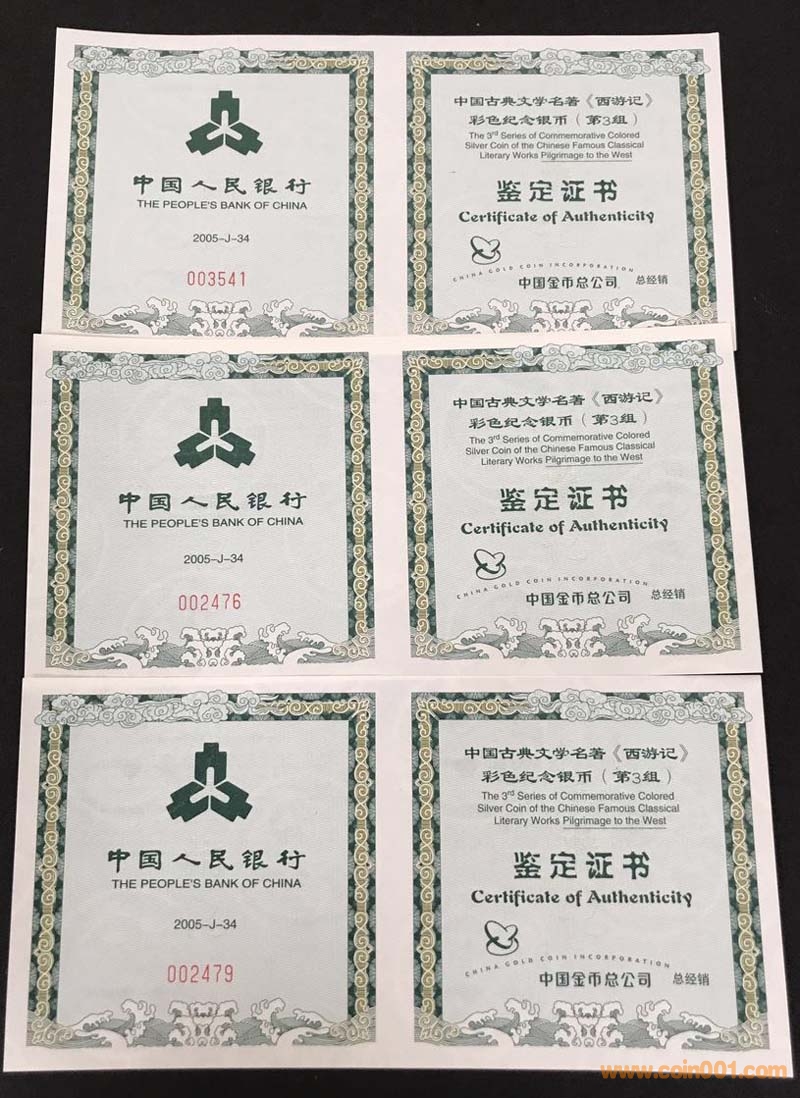 中国人民银行
THE PEOPLE'S BANK OF CHINA
2005-J-34
003541
中国古典文学名著《西游记》
彩色纪念银币（第3组）
The 3rd Series of Commemorative Colored
Silver Coin of the Chinese Famous Classical
Literary Works Pilgrimage to the West
鉴定证书
Certificate of Authenticity
CHINA GOLD COIN INCORPORATION
中国金币总公司 总经销
中国人民银行
THE PEOPLE'S BANK OF CHINA
2005-J-34
002476
中国古典文学名著《西游记》
彩色纪念银币（第3组）
The 3rd Series of Commemorative Colored
Silver Coin of the Chinese Famous Classical
Literary Works Pilgrimage to the West
鉴定证书
Certificate of Authenticity
CHINA GOLD COIN INCORPORATION
中国金币总公司 总经销
中国人民银行
THE PEOPLE'S BANK OF CHINA
2005-J-34
002479
中国古典文学名著《西游记》
彩色纪念银币（第3组）
The 3rd Series of Commemorative Colored
Silver Coin of the Chinese Famous Classical
Literary Works Pilgrimage to the West
鉴定证书
Certificate of Authenticity
CHINA GOLD COIN INCORPORATION
中国金币总公司 总经销
www.coin001.com